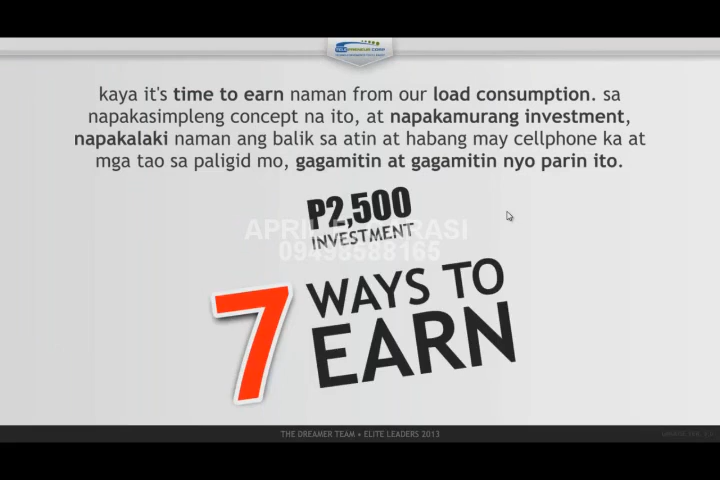 kaya it's time to earn naman from our load consumption. sa
napakasimpleng concept na ito, at napakamurang investment,
napakalaki naman ang balik sa atin at habang may cellphone ka at
mga tao sa paligid mo, gagamitin at gagamitin nyo parin ito.
P2,500
INVESTMENT
09498588165
7 WAYS TO
EARN
THE DREAMER TEAM • ELITE LEADERS 2013